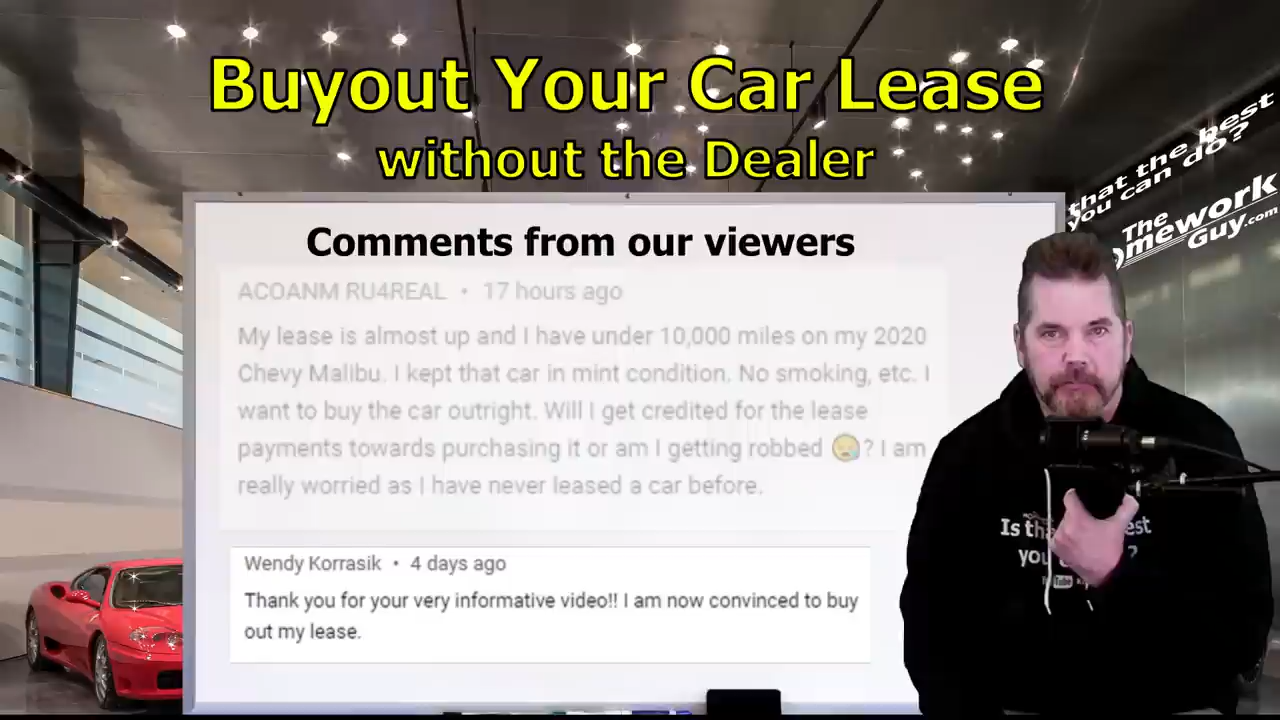 Buyout Your Car Lease
without the Dealer
that the best
you can do?
The
mework
Guy.com
Comments from our viewers
ACOANM RU4REAL • 17 hours ago
My lease is almost up and I have under 10,000 miles on my 2020
Chevy Malibu. I kept that car in mint condition. No smoking, etc. I
want to buy the car outright. Will I get credited for the lease
payments towards purchasing it or am I getting robbed 😪? I am
really worried as I have never leased a car before.
Wendy Korrasik • 4 days ago
Thank you for your very informative video!! I am now convinced to buy
out my lease.
Is th est
you ?